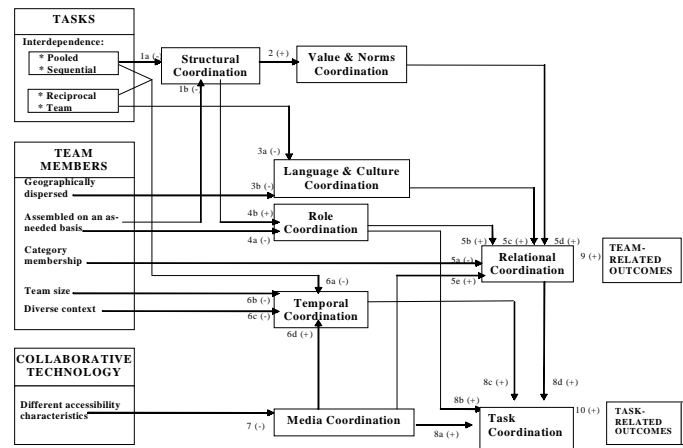 TASKS
Interdependence:
* Pooled
* Sequential
* Reciprocal
* Team
1a (-)
Structural
Coordination
1b (-)
2 (+)
Value & Norms
Coordination
TEAM
MEMBERS
Geographically
dispersed
Assembled on an as-
needed basis
Category
membership
Team size
Diverse context
3a (-)
3b (-)
Language & Culture
Coordination
4b (+)
4a (-)
Role
Coordination
5b (+)
5c (+)
5d (+)
5a (-)
5e (+)
Relational
Coordination
9 (+)
TEAM-
RELATED
OUTCOMES
6a (-)
6b (-)
6c (-)
Temporal
Coordination
6d (+)
COLLABORATIVE
TECHNOLOGY
Different accessibility
characteristics
7 (-)
Media Coordination
8a (+)
8b (+)
8c (+)
8d (+)
Task
Coordination
10 (+)
TASK-
RELATED
OUTCOMES